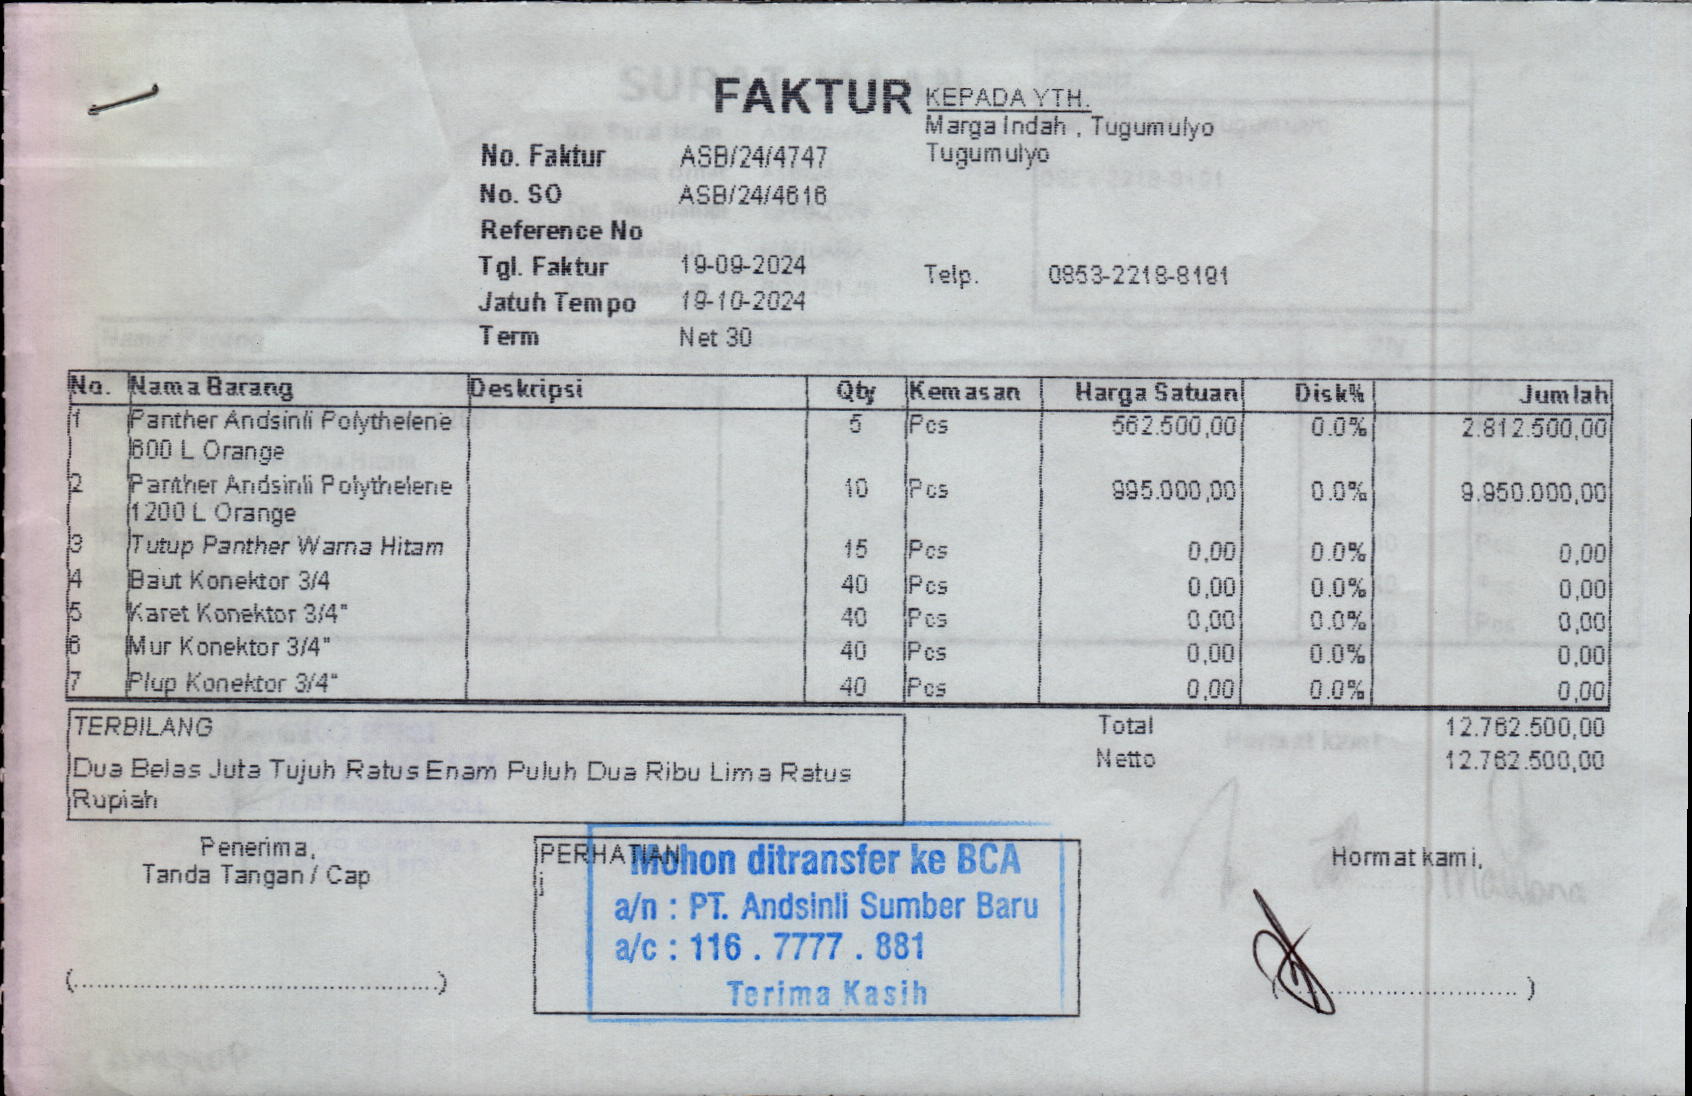 FAKTUR
KEPADA YTH.
Marga Indah , Tugumulyo
Tugumulyo
No. Faktur ASB/24/4747
No. SO ASB/24/4616
Reference No
Tgl. Faktur 19-09-2024
Jatuh Tempo 19-10-2024
Term Net 30
Telp. 0853-2218-8191
No. Nama Barang Deskripsi Qty Kemasan Harga Satuan Disk% Jumlah
1 Panther Andsinli Polythelene 5 Pcs 562.500,00 0.0% 2.812.500,00
600 L Orange
2 Panther Andsinli Polythelene 10 Pcs 995.000,00 0.0% 9.950.000,00
1200 L Orange
3 Tutup Panther Warna Hitam 15 Pcs 0,00 0.0% 0,00
4 Baut Konektor 3/4 40 Pcs 0,00 0.0% 0,00
5 Karet Konektor 3/4" 40 Pcs 0,00 0.0% 0,00
6 Mur Konektor 3/4" 40 Pcs 0,00 0.0% 0,00
7 Plup Konektor 3/4" 40 Pcs 0,00 0.0% 0,00
TERBILANG
Dua Belas Juta Tujuh Ratus Enam Puluh Dua Ribu Lima Ratus
Rupiah
Total 12.762.500,00
Netto 12.762.500,00
Penerima,
Tanda Tangan / Cap
(............................................)
PERHATIAN
i
Mohon ditransfer ke BCA
a/n : PT. Andsinli Sumber Baru
a/c : 116 . 7777 . 881
Terima Kasih
Hormat kami,
(..............................)